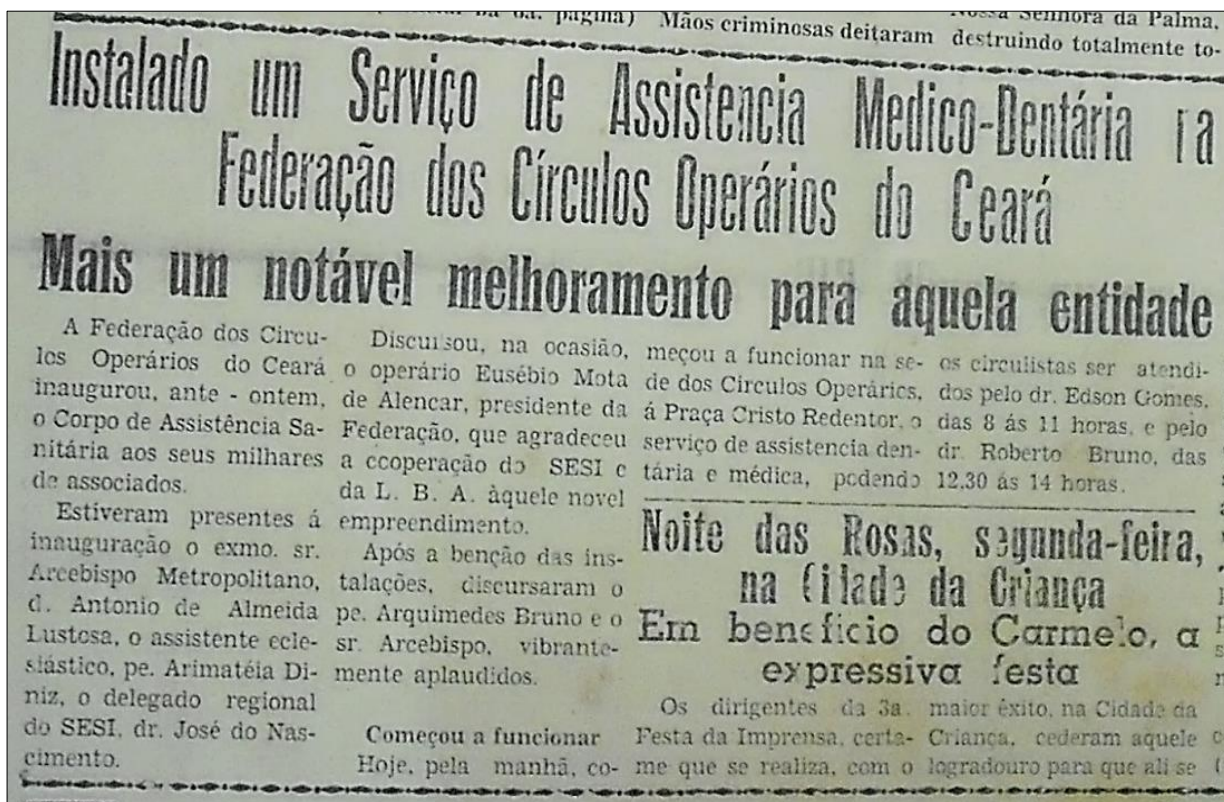 pagina) Mãos criminosas deitaram
Nossa Senhora da Palma,
destruindo totalmente to-
Instalado um Serviço de Assistencia Medico-Dentária
Federação dos Círculos Operários do Ceará
Mais um notável melhoramento para aquela entidade
A Federação dos Circu-
los Operários do Ceará
inaugurou, ante - ontem,
o Corpo de Assistência Sa-
nitária aos seus milhares
de associados.
Estiveram presentes á
inauguração o exmo. sr.
Arcebispo Metropolitano,
d. Antonio de Almeida
Lustosa, o assistente ecle-
siástico, pe. Arimatéia Di-
niz, o delegado regional
do SESI, dr. José do Nas-
cimento.
Discursou, na ocasião,
o operário Eusébio Mota
de Alencar, presidente da
Federação, que agradeceu
a cooperação do SESI e
da L. B. A. àquele novel
empreendimento.
Após a benção das ins-
talações, discursaram o
pe. Arquimedes Bruno e o
sr. Arcebispo, vibrante-
mente aplaudidos.
Começou a funcionar
Hoje, pela manhã, co-
meçou a funcionar na se-
de dos Círculos Operários,
á Praça Cristo Redentor, o
serviço de assistencia den-
tária e médica, podendo
os circulistas ser atendi-
dos pelo dr. Edson Gomes,
das 8 ás 11 horas, e pelo
dr. Roberto Bruno, das
12,30 ás 14 horas.
Noite das Rosas, segunda-feira,
na Cidade da Criança
Em beneficio do Carmelo, a
expressiva festa
Os dirigentes da 3a.
Festa da Imprensa, certa-
me que se realiza, com o
maior éxito, na Cidade da
Criança, cederam aquele
logradouro para que ali se